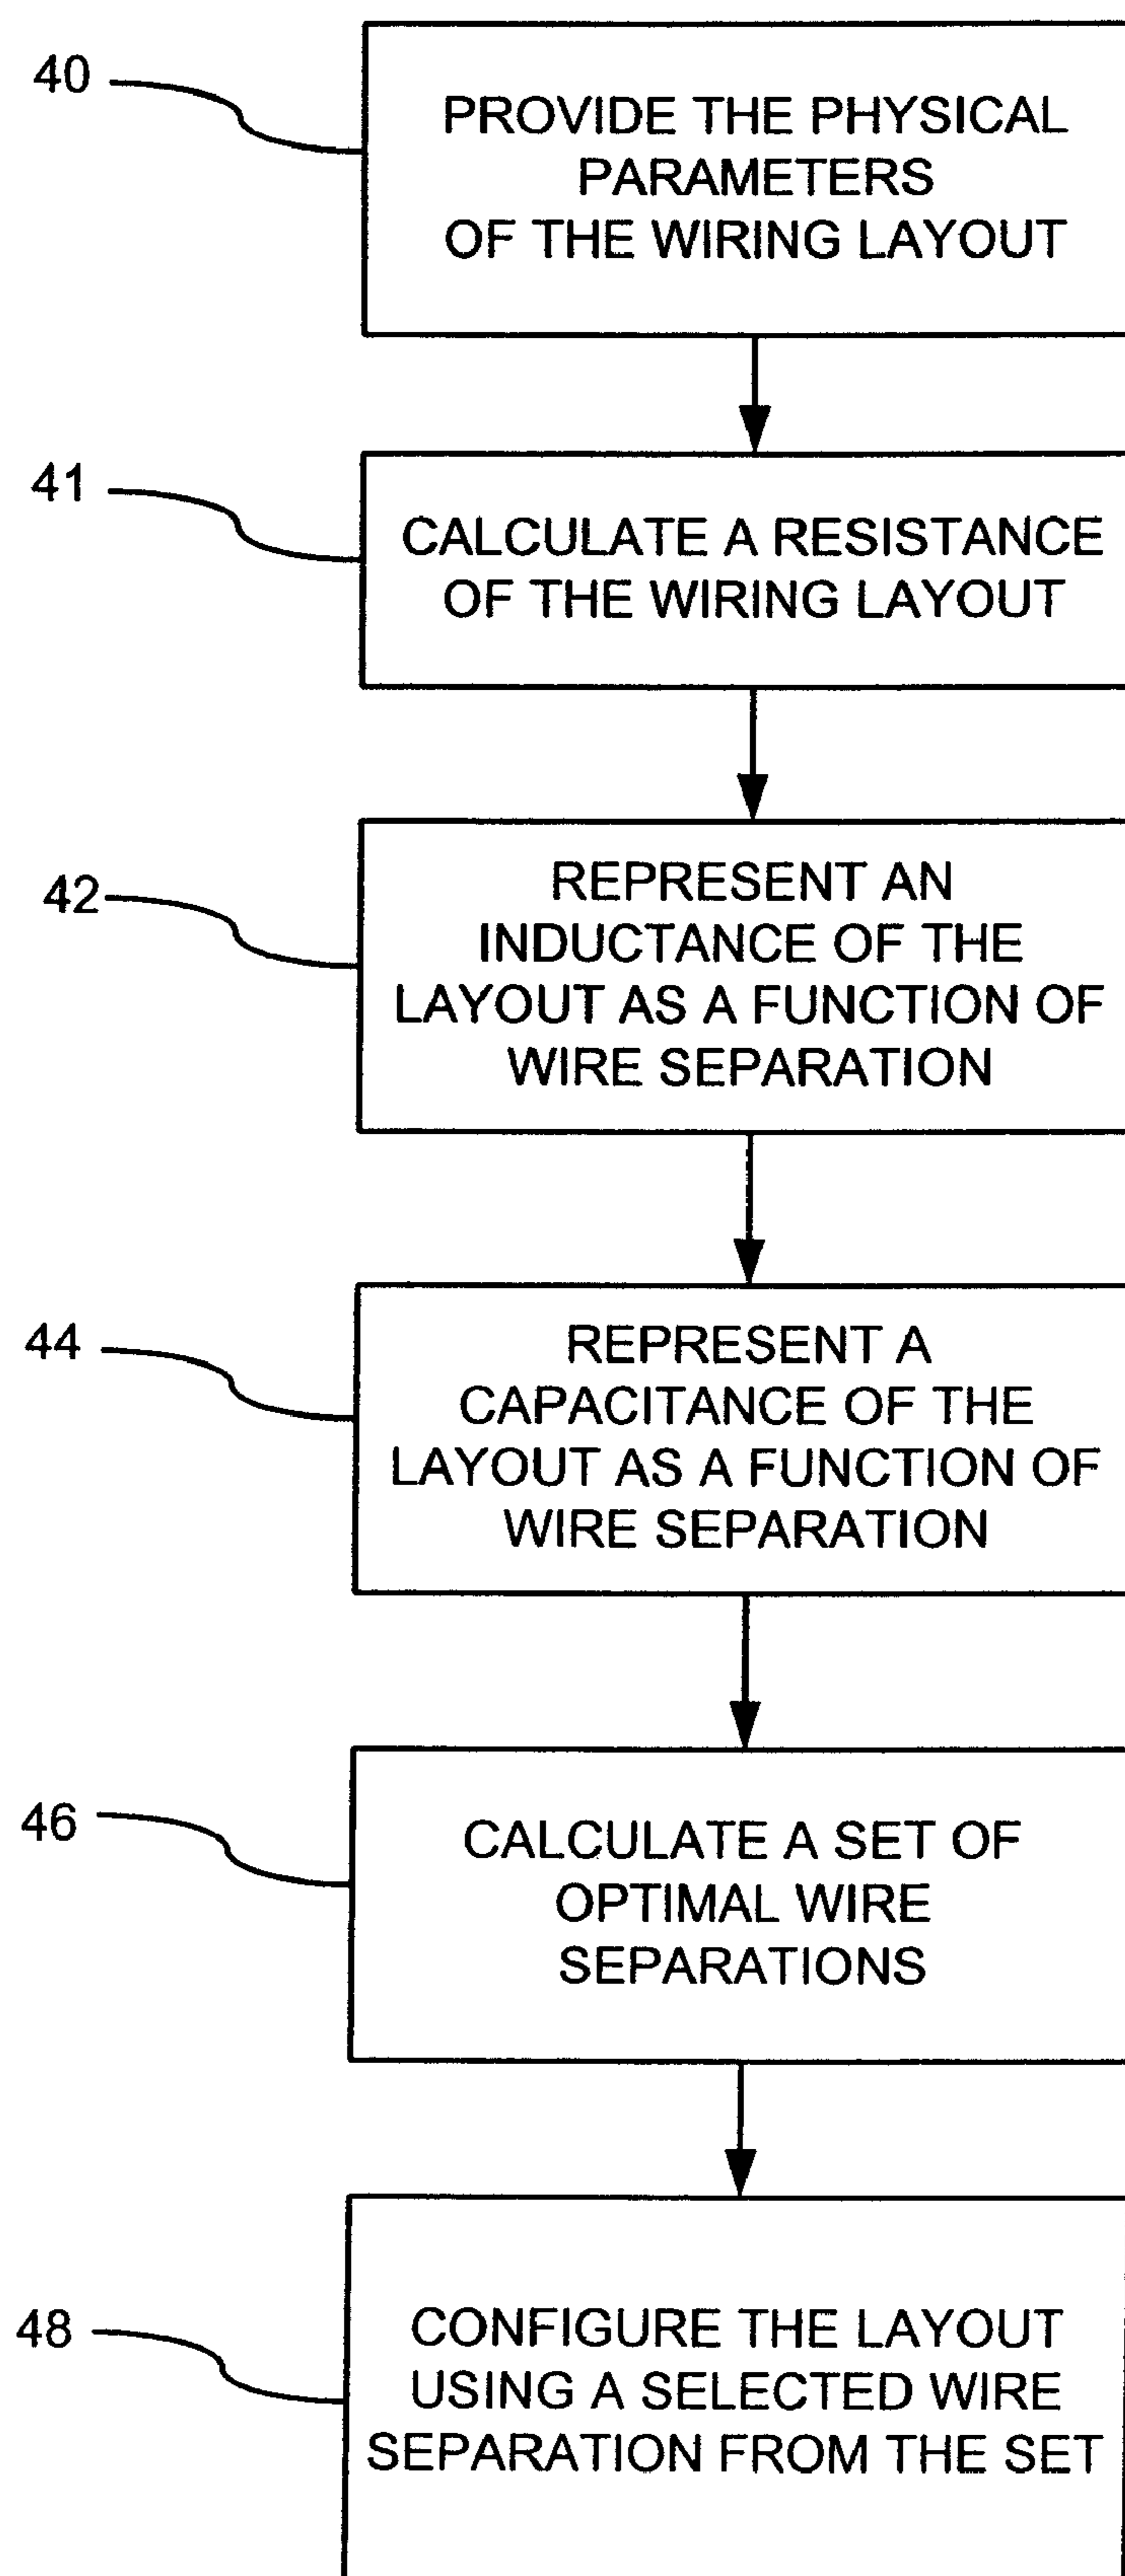 40
PROVIDE THE PHYSICAL
PARAMETERS
OF THE WIRING LAYOUT
41
CALCULATE A RESISTANCE
OF THE WIRING LAYOUT
42
REPRESENT AN
INDUCTANCE OF THE
LAYOUT AS A FUNCTION OF
WIRE SEPARATION
44
REPRESENT A
CAPACITANCE OF THE
LAYOUT AS A FUNCTION OF
WIRE SEPARATION
46
CALCULATE A SET OF
OPTIMAL WIRE
SEPARATIONS
48
CONFIGURE THE LAYOUT
USING A SELECTED WIRE
SEPARATION FROM THE SET